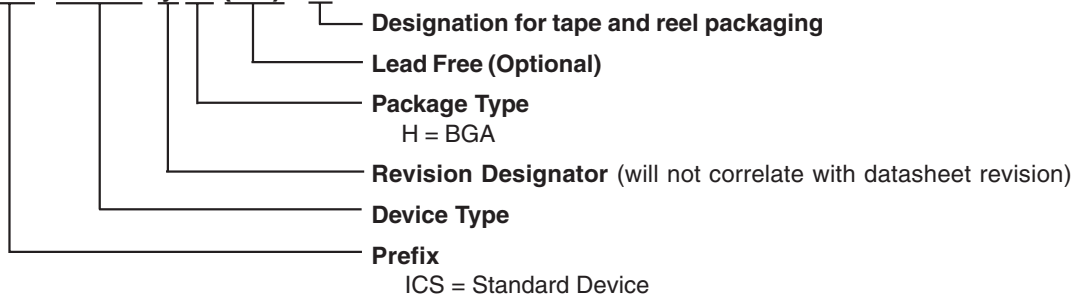 Designation for tape and reel packaging
Lead Free (Optional)
Package Type
H = BGA
Revision Designator (will not correlate with datasheet revision)
Device Type
Prefix
ICS = Standard Device